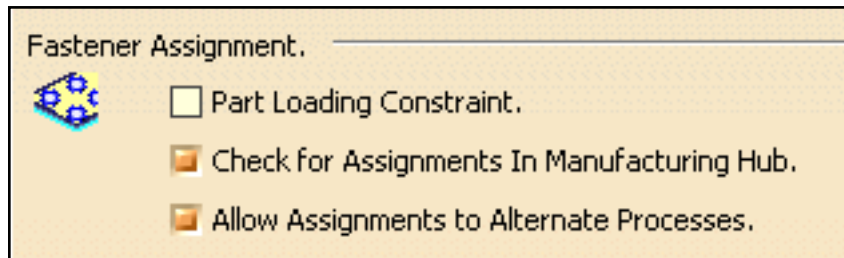 Fastener Assignment.
Part Loading Constraint.
Check for Assignments In Manufacturing Hub.
Allow Assignments to Alternate Processes.